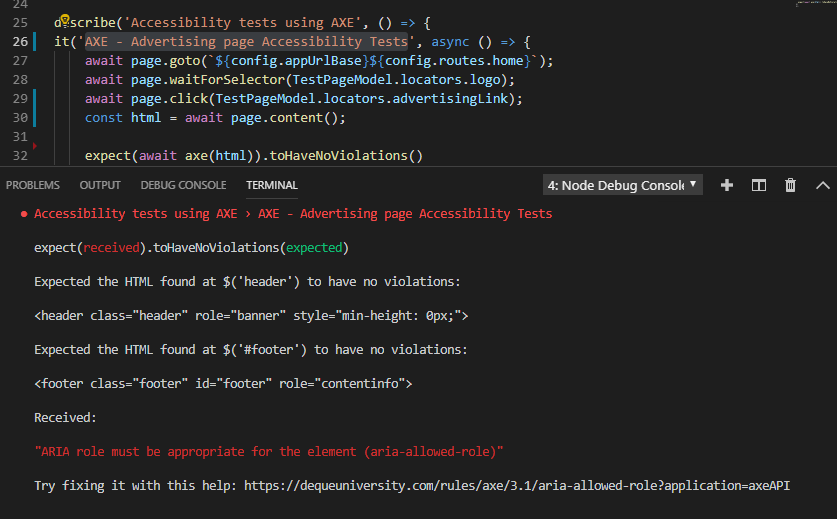 24
25 describe('Accessibility tests using AXE', () => {
26 it('AXE - Advertising page Accessibility Tests', async () => {
27 await page.goto(`${config.appUrlBase}${config.routes.home}`);
28 await page.waitForSelector(TestPageModel.locators.logo);
29 await page.click(TestPageModel.locators.advertisingLink);
30 const html = await page.content();
31
32 expect(await axe(html)).toHaveNoViolations()
PROBLEMS OUTPUT DEBUG CONSOLE TERMINAL 4: Node Debug Console
● Accessibility tests using AXE › AXE - Advertising page Accessibility Tests
expect(received).toHaveNoViolations(expected)
Expected the HTML found at $('header') to have no violations:
<header class="header" role="banner" style="min-height: 0px;">
Expected the HTML found at $('#footer') to have no violations:
<footer class="footer" id="footer" role="contentinfo">
Received:
"ARIA role must be appropriate for the element (aria-allowed-role)"
Try fixing it with this help: https://dequeuniversity.com/rules/axe/3.1/aria-allowed-role?application=axeAPI